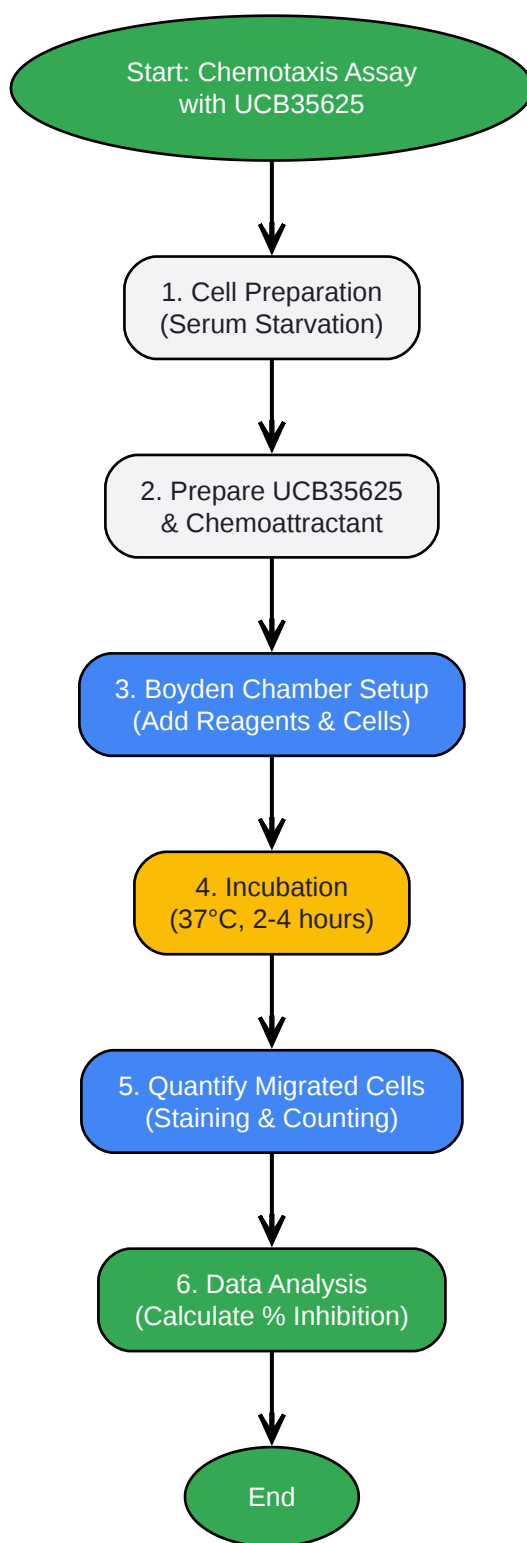 Start: Chemotaxis Assay
with UCB35625
1. Cell Preparation
(Serum Starvation)
2. Prepare UCB35625
& Chemoattractant
3. Boyden Chamber Setup
(Add Reagents & Cells)
4. Incubation
(37°C, 2-4 hours)
5. Quantify Migrated Cells
(Staining & Counting)
6. Data Analysis
(Calculate % Inhibition)
End